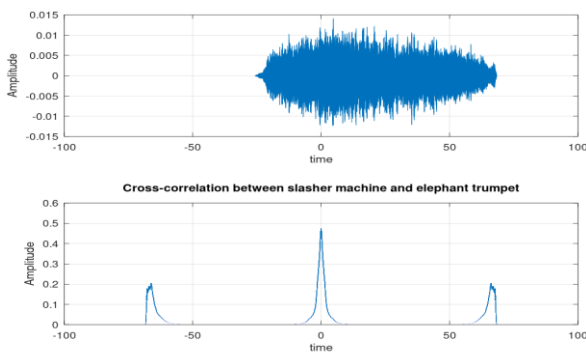 0.015
0.01
0.005
0
-0.005
-0.01
-0.015
Amplitude
-100 -50 0 50 100
time
Cross-correlation between slasher machine and elephant trumpet
0.6
0.5
0.4
0.3
0.2
0.1
0
Amplitude
-100 -50 0 50 100
time